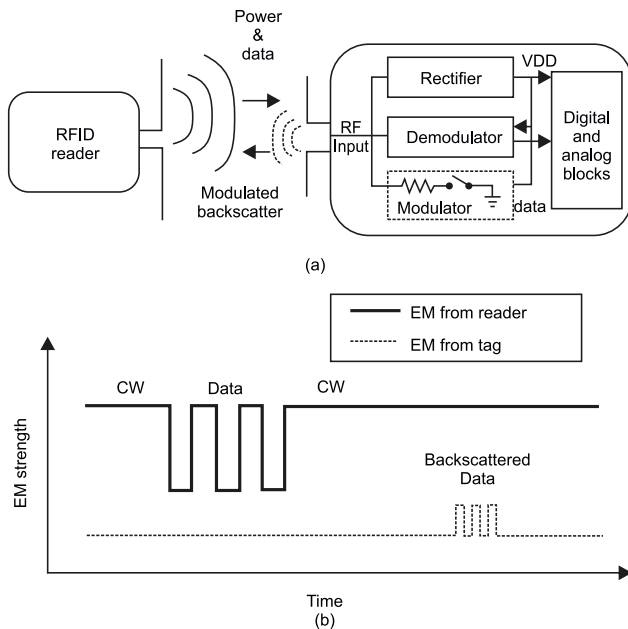 Power
&
data
RFID
reader
Modulated
backscatter
RF
Input
Rectifier
VDD
Demodulator
Modulator
data
Digital
and
analog
blocks
(a)
EM from reader
EM from tag
CW
Data
CW
Backscattered
Data
EM strength
Time
(b)